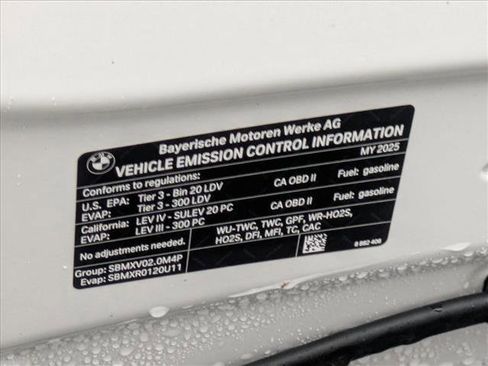 BMW
Bayerische Motoren Werke AG
VEHICLE EMISSION CONTROL INFORMATION
MY 2025
Conforms to regulations:
U.S. EPA: Tier 3 - Bin 20 LDV CA OBD II Fuel: gasoline
EVAP: Tier 3 - 300 LDV
California: LEV IV - SULEV 20 PC CA OBD II Fuel: gasoline
EVAP: LEV III - 300 PC
No adjustments needed. WU-TWC, TWC, GPF, WR-HO2S,
HO2S, DFI, MFI, TC, CAC
Group: SBMXV02.0M4P
Evap: SBMXR0120U11